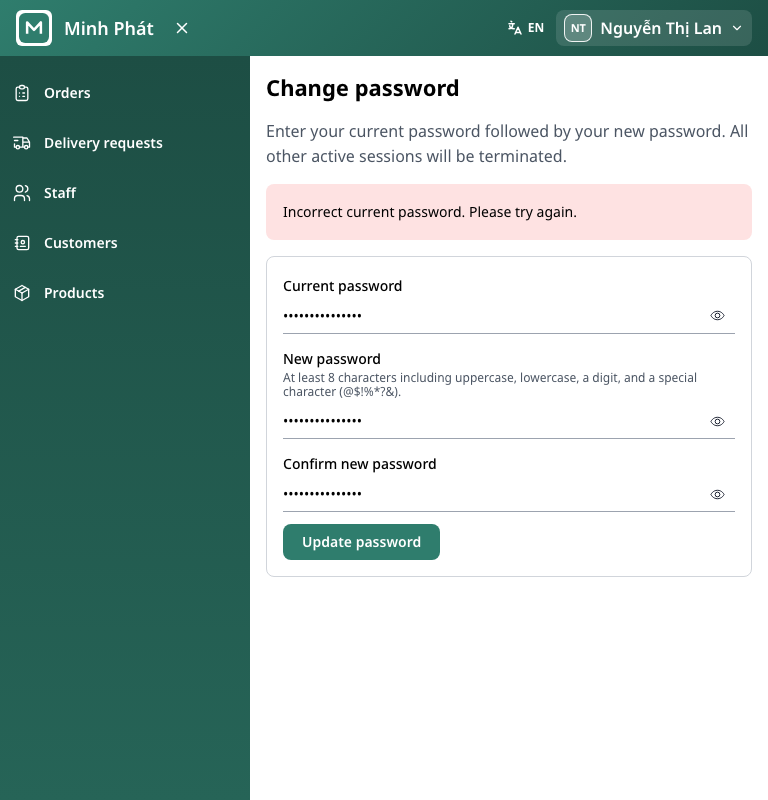 Minh Phát
EN
NT
Nguyễn Thị Lan
Orders
Delivery requests
Staff
Customers
Products
Change password
Enter your current password followed by your new password. All
other active sessions will be terminated.
Incorrect current password. Please try again.
Current password
•••••••••••••••
New password
At least 8 characters including uppercase, lowercase, a digit, and a special
character (@$!%*?&).
•••••••••••••••
Confirm new password
•••••••••••••••
Update password